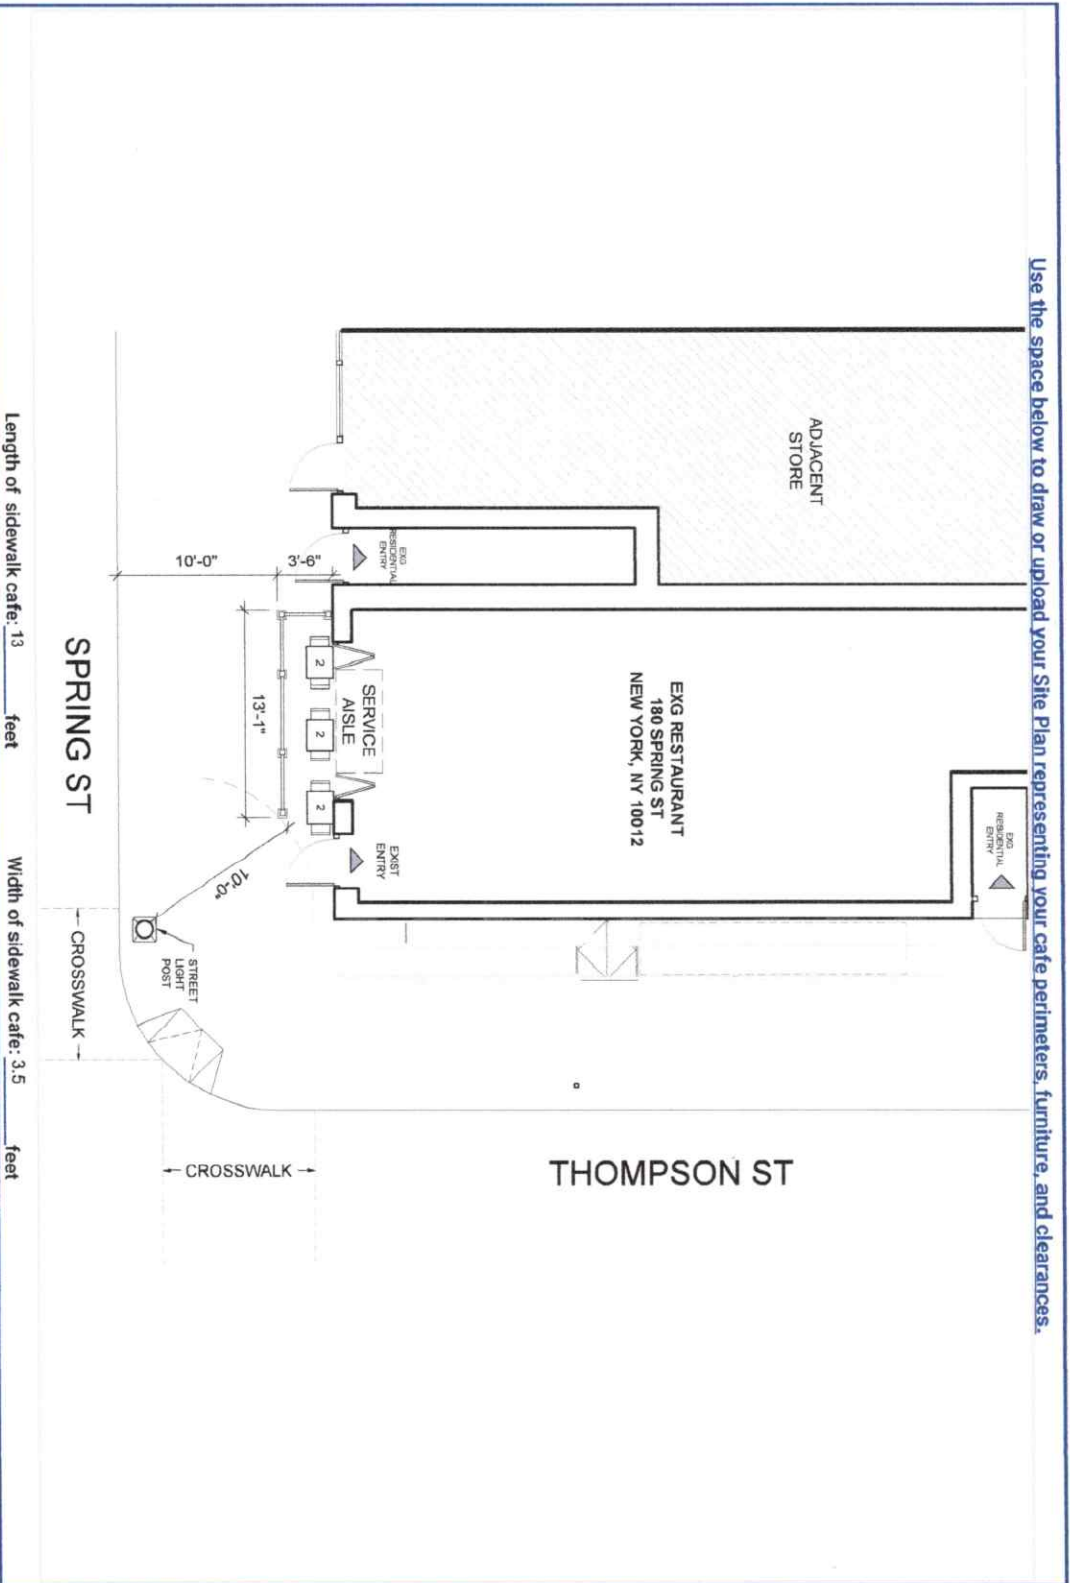 Use the space below to draw or upload your Site Plan representing your cafe perimeters, furniture, and clearances.
ADJACENT
STORE
EXG RESTAURANT
180 SPRING ST
NEW YORK, NY 10012
EXG
RESIDENTIAL
ENTRY
EXG
RESIDENTIAL
ENTRY
EXIST
ENTRY
SERVICE
AISLE
2
2
2
3'-6"
10'-0"
13'-1"
10'-0"
STREET
LIGHT
POST
CROSSWALK
CROSSWALK
SPRING ST
THOMPSON ST
Length of sidewalk cafe: 13 feet
Width of sidewalk cafe: 3.5 feet